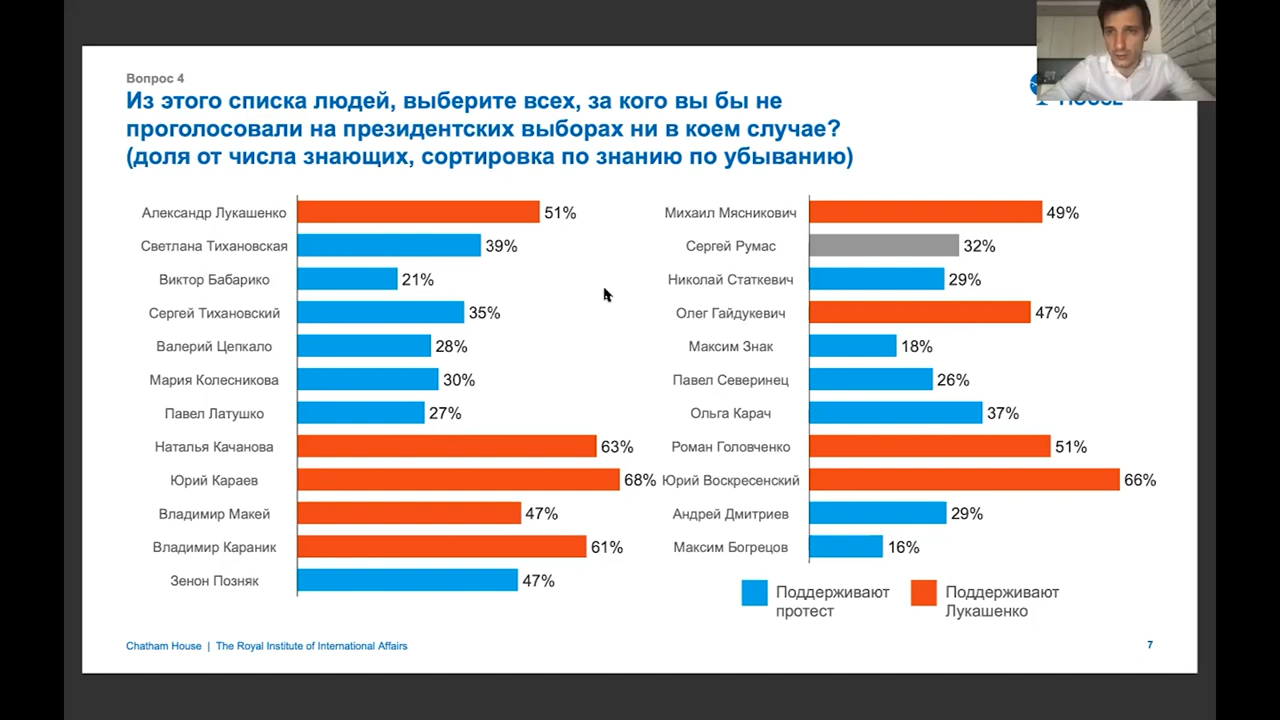 Вопрос 4
Из этого списка людей, выберите всех, за кого вы бы не
проголосовали на президентских выборах ни в коем случае?
(доля от числа знающих, сортировка по знанию по убыванию)
HOUSE
Александр Лукашенко 51%
Светлана Тихановская 39%
Виктор Бабарико 21%
Сергей Тихановский 35%
Валерий Цепкало 28%
Мария Колесникова 30%
Павел Латушко 27%
Наталья Качанова 63%
Юрий Караев 68%
Владимир Макей 47%
Владимир Караник 61%
Зенон Позняк 47%
Михаил Мясникович 49%
Сергей Румас 32%
Николай Статкевич 29%
Олег Гайдукевич 47%
Максим Знак 18%
Павел Северинец 26%
Ольга Карач 37%
Роман Головченко 51%
Юрий Воскресенский 66%
Андрей Дмитриев 29%
Максим Богрецов 16%
Поддерживают
протест
Поддерживают
Лукашенко
Chatham House | The Royal Institute of International Affairs
7